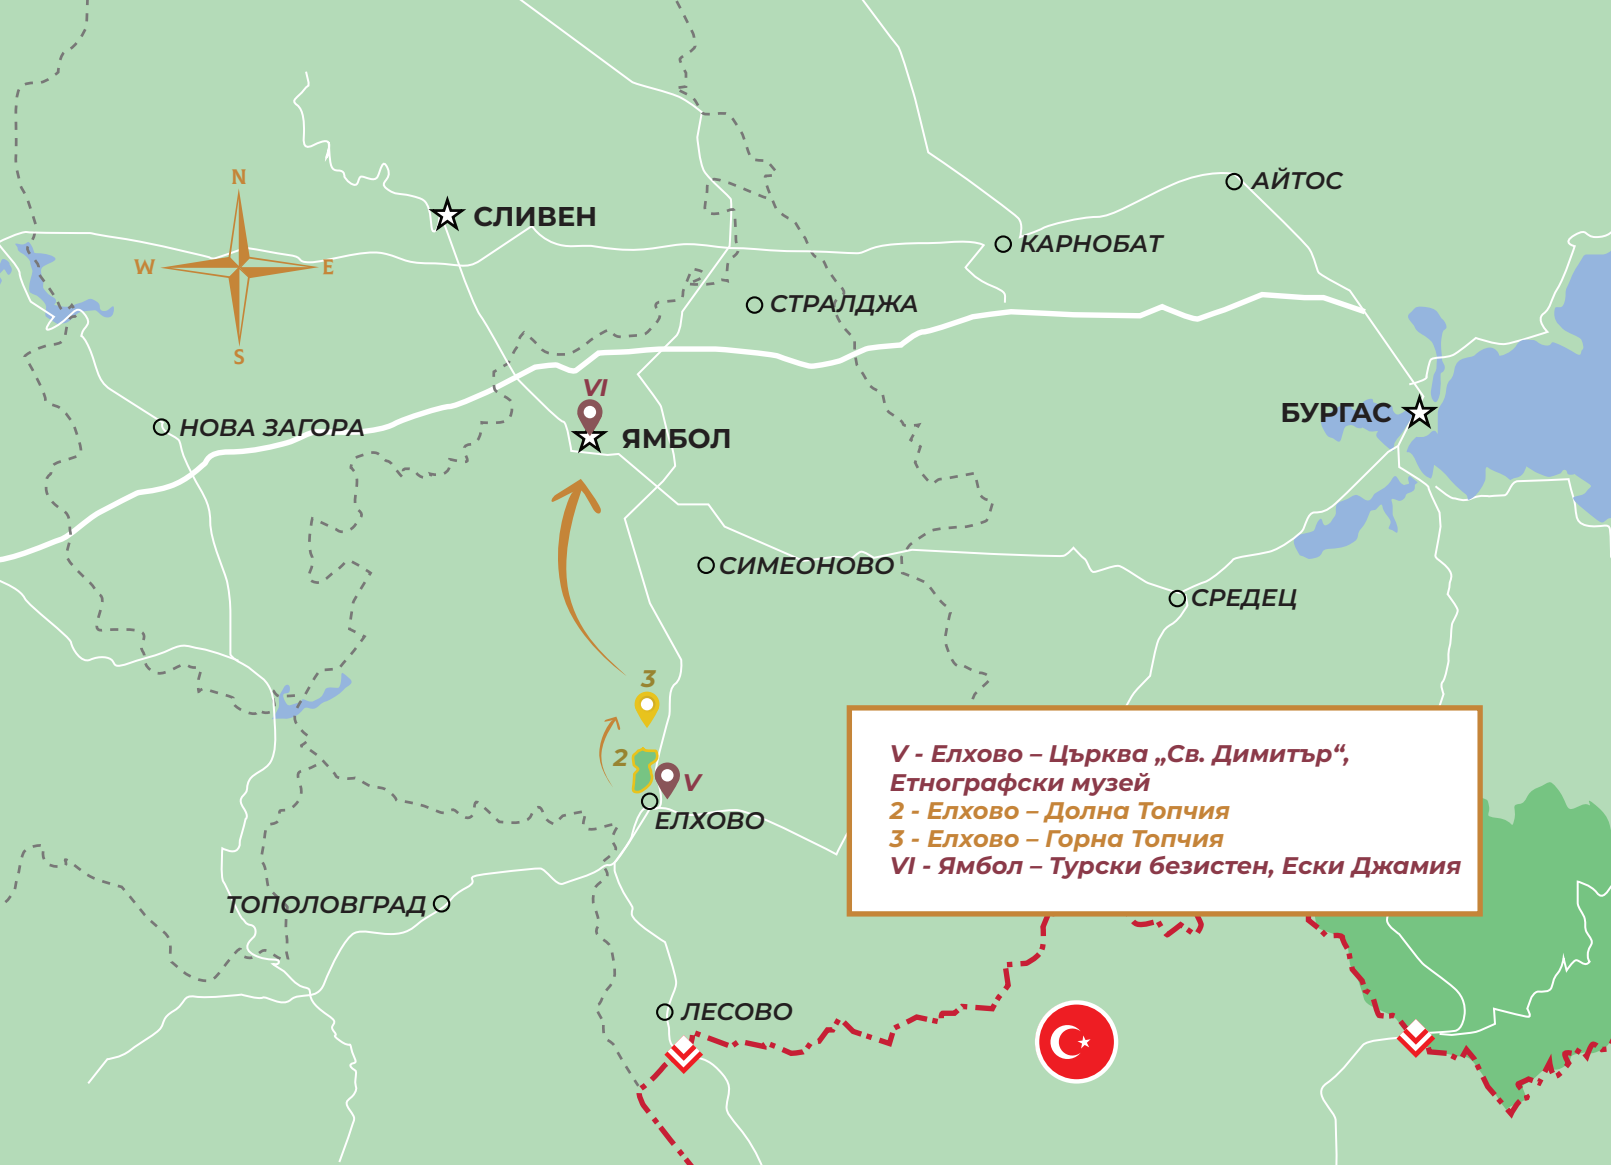 N
АЙТОС
СЛИВЕН
КАРНОБАТ
W
E
СТРАЛДЖА
S
VI
БУРГАС
НОВА ЗАГОРА
ЯМБОЛ
СИМЕОНОВО
СРЕДЕЦ
3
2
V
ЕЛХОВО
V - Елхово – Църква „Св. Димитър“,
Етнографски музей
2 - Елхово – Долна Топчия
3 - Елхово – Горна Топчия
VI - Ямбол – Турски безистен, Ески Джамия
ТОПОЛОВГРАД
ЛЕСОВО